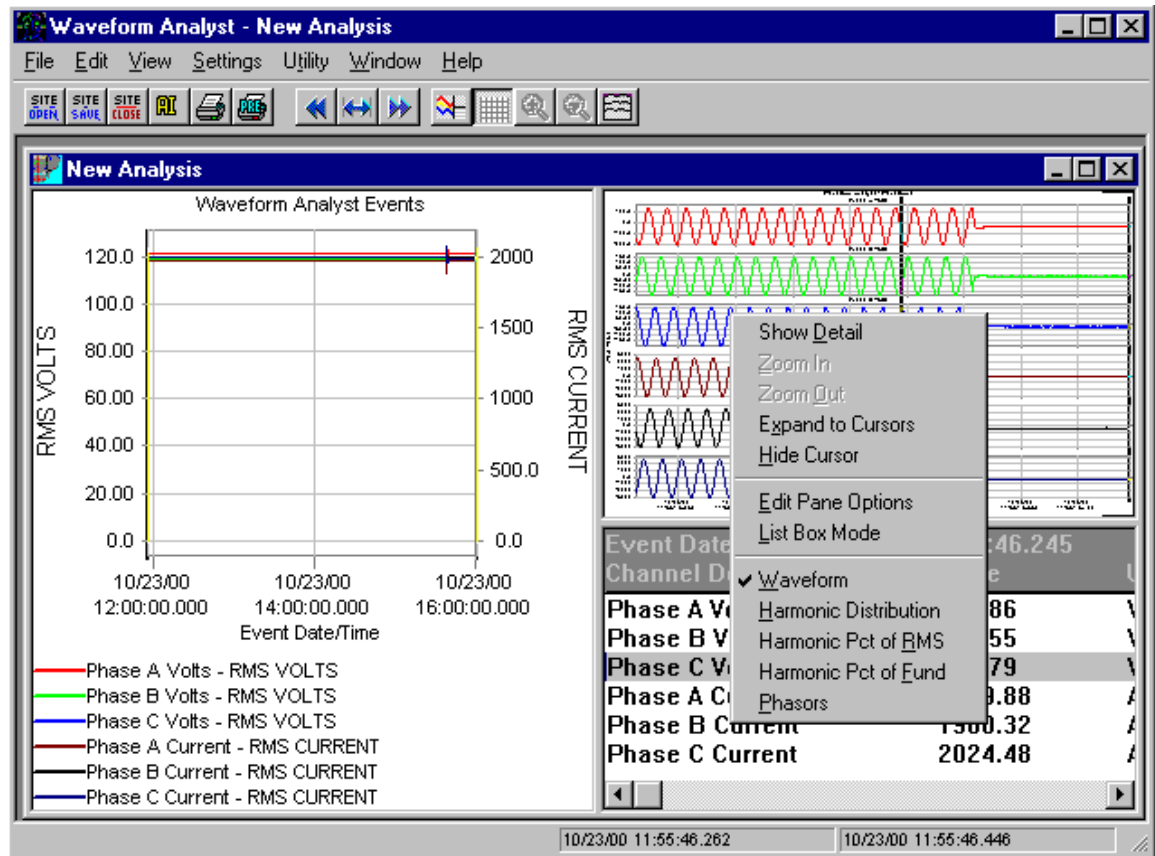 Waveform Analyst - New Analysis
File Edit View Settings Utility Window Help
SITE OPEN SITE SAVE SITE CLOSE AI PRE
New Analysis
Waveform Analyst Events
120.0
100.0
80.00
60.00
40.00
20.00
0.0
RMS VOLTS
2000
1500
1000
500.0
0.0
RMS CURRENT
10/23/00 10/23/00 10/23/00
12:00:00.000 14:00:00.000 16:00:00.000
Event Date/Time
Phase A Volts - RMS VOLTS
Phase B Volts - RMS VOLTS
Phase C Volts - RMS VOLTS
Phase A Current - RMS CURRENT
Phase B Current - RMS CURRENT
Phase C Current - RMS CURRENT
Show Detail
Zoom In
Zoom Out
Expand to Cursors
Hide Cursor
Edit Pane Options
List Box Mode
Waveform
Harmonic Distribution
Harmonic Pct of RMS
Harmonic Pct of Fund
Phasors
Event Date :46.245
Channel D e
Phase A Vo 86
Phase B V 55
Phase C Vo 79
Phase A Cu .88
Phase B Current 1980.32
Phase C Current 2024.48
10/23/00 11:55:46.262 10/23/00 11:55:46.446